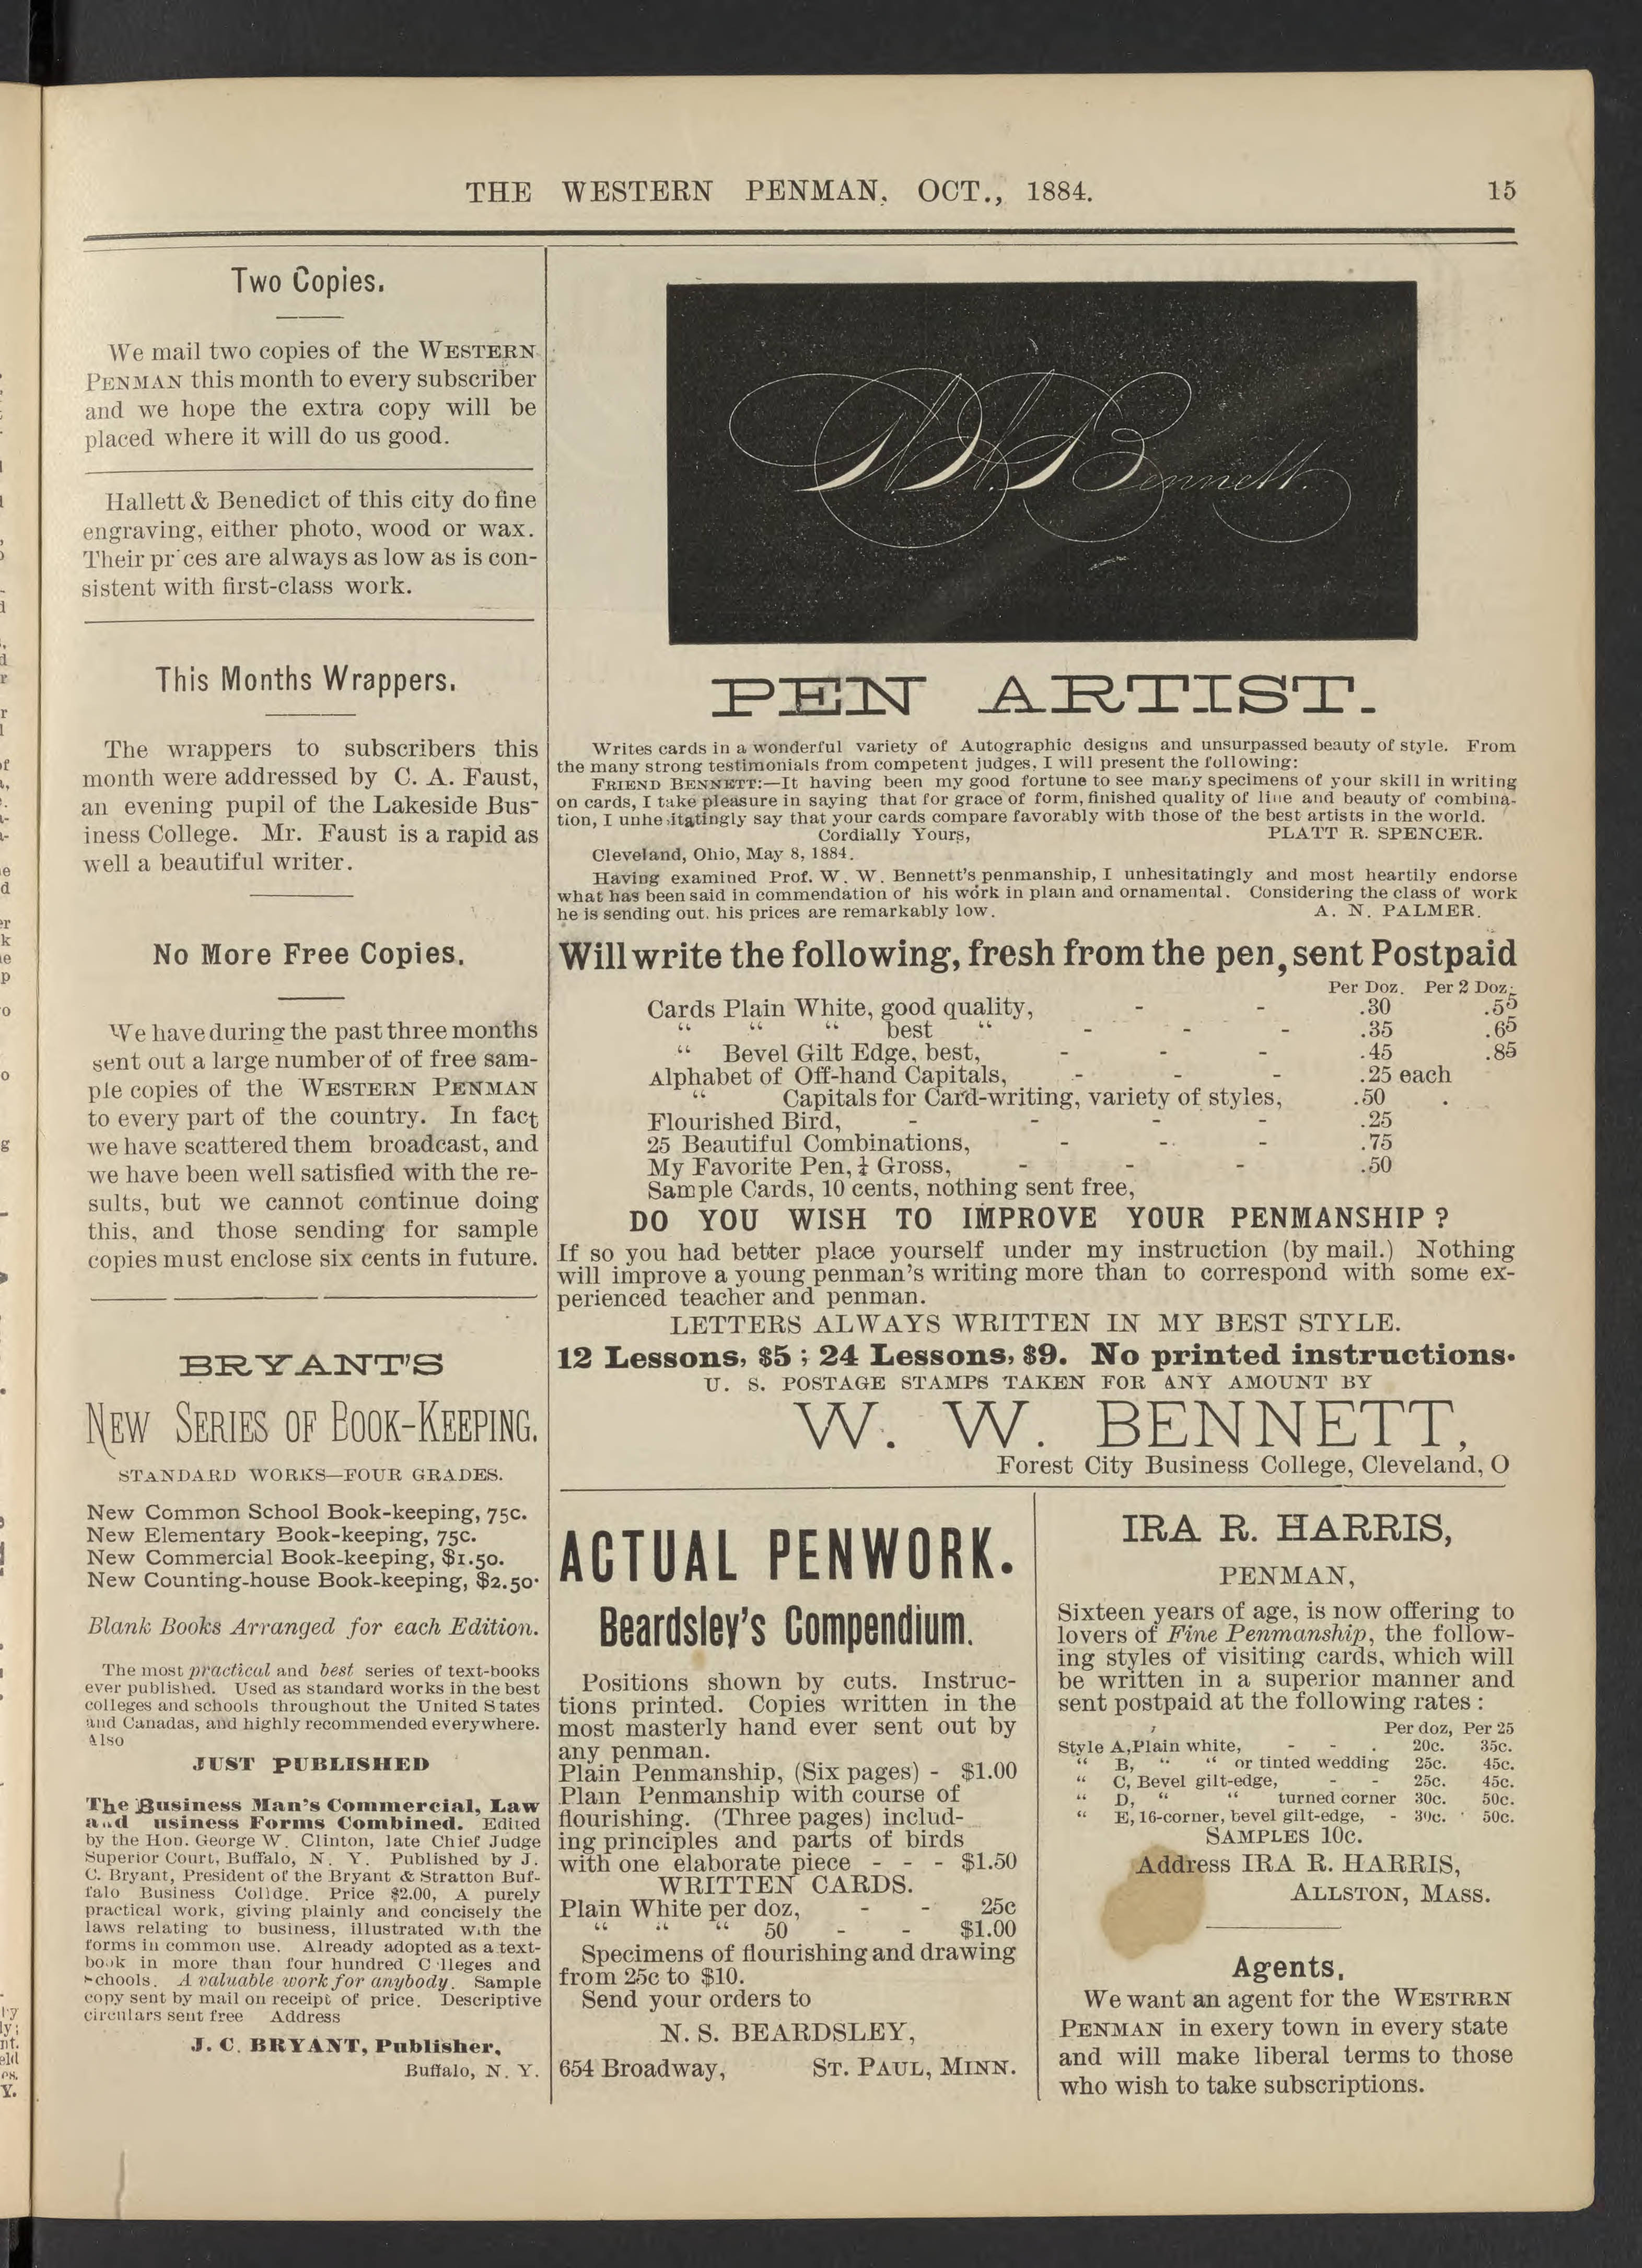 THE WESTERN PENMAN, OCT., 1884.
15
Two Copies.
We mail two copies of the WESTERN
PENMAN this month to every subscriber
and we hope the extra copy will be
placed where it will do us good.
Hallett & Benedict of this city do fine
engraving, either photo, wood or wax.
Their pr ces are always as low as is con-
sistent with first-class work.
This Months Wrappers.
The wrappers to subscribers this
month were addressed by C. A. Faust,
an evening pupil of the Lakeside Bus-
iness College. Mr. Faust is a rapid as
well a beautiful writer.
No More Free Copies.
We have during the past three months
sent out a large number of of free sam-
ple copies of the WESTERN PENMAN
to every part of the country. In fact
we have scattered them broadcast, and
we have been well satisfied with the re-
sults, but we cannot continue doing
this, and those sending for sample
copies must enclose six cents in future.
BRYANT'S
NEW SERIES OF BOOK-KEEPING.
STANDARD WORKS—FOUR GRADES.
New Common School Book-keeping, 75c.
New Elementary Book-keeping, 75c.
New Commercial Book-keeping, $1.50.
New Counting-house Book-keeping, $2.50.
Blank Books Arranged for each Edition.
The most practical and best series of text-books
ever published. Used as standard works in the best
colleges and schools throughout the United States
and Canadas, and highly recommended everywhere.
Also
JUST PUBLISHED
The Business Man's Commercial, Law
and usiness Forms Combined. Edited
by the Hon. George W. Clinton, late Chief Judge
Superior Court, Buffalo, N. Y. Published by J.
C. Bryant, President of the Bryant & Stratton Buf-
falo Business Colldge. Price $2.00, A purely
practical work, giving plainly and concisely the
laws relating to business, illustrated with the
forms in common use. Already adopted as a text-
book in more than four hundred C lleges and
schools. A valuable work for anybody. Sample
copy sent by mail on receipt of price. Descriptive
circulars sent free Address
J. C. BRYANT, Publisher,
Buffalo, N. Y.
W. W. Bennett.
PEN ARTIST.
Writes cards in a wonderful variety of Autographic designs and unsurpassed beauty of style. From
the many strong testimonials from competent judges, I will present the following:
FRIEND BENNETT:—It having been my good fortune to see many specimens of your skill in writing
on cards, I take pleasure in saying that for grace of form, finished quality of line and beauty of combina-
tion, I unhesitatingly say that your cards compare favorably with those of the best artists in the world.
Cordially Yours, PLATT R. SPENCER.
Cleveland, Ohio, May 8, 1884.
Having examined Prof. W. W. Bennett's penmanship, I unhesitatingly and most heartily endorse
what has been said in commendation of his work in plain and ornamental. Considering the class of work
he is sending out. his prices are remarkably low. A. N. PALMER.
Will write the following, fresh from the pen, sent Postpaid
Per Doz. Per 2 Doz.
Cards Plain White, good quality, - - .30 .55
“ “ “ best “ - - - .35 .65
“ Bevel Gilt Edge, best, - - - .45 .85
Alphabet of Off-hand Capitals, - - - .25 each
“ Capitals for Card-writing, variety of styles, .50
Flourished Bird, - - - - .25
25 Beautiful Combinations, - - - .75
My Favorite Pen, ¼ Gross, - - - .50
Sample Cards, 10 cents, nothing sent free,
DO YOU WISH TO IMPROVE YOUR PENMANSHIP?
If so you had better place yourself under my instruction (by mail.) Nothing
will improve a young penman's writing more than to correspond with some ex-
perienced teacher and penman.
LETTERS ALWAYS WRITTEN IN MY BEST STYLE.
12 Lessons, $5; 24 Lessons, $9. No printed instructions.
U. S. POSTAGE STAMPS TAKEN FOR ANY AMOUNT BY
W. W. BENNETT,
Forest City Business College, Cleveland, O
ACTUAL PENWORK.
Beardsley's Compendium.
Positions shown by cuts. Instruc-
tions printed. Copies written in the
most masterly hand ever sent out by
any penman.
Plain Penmanship, (Six pages) - $1.00
Plain Penmanship with course of
flourishing. (Three pages) includ-
ing principles and parts of birds
with one elaborate piece - - - $1.50
WRITTEN CARDS.
Plain White per doz, - - 25c
“ “ “ 50 - - $1.00
Specimens of flourishing and drawing
from 25c to $10.
Send your orders to
N. S. BEARDSLEY,
654 Broadway, ST. PAUL, MINN.
IRA R. HARRIS,
PENMAN,
Sixteen years of age, is now offering to
lovers of Fine Penmanship, the follow-
ing styles of visiting cards, which will
be written in a superior manner and
sent postpaid at the following rates:
Per doz, Per 25
Style A, Plain white, - - . 20c. 35c.
“ B, “ “ or tinted wedding 25c. 45c.
“ C, Bevel gilt-edge, - - 25c. 45c.
“ D, “ “ turned corner 30c. 50c.
“ E, 16-corner, bevel gilt-edge, - 30c. 50c.
SAMPLES 10c.
Address IRA R. HARRIS,
ALLSTON, MASS.
Agents,
We want an agent for the WESTRRN
PENMAN in exery town in every state
and will make liberal terms to those
who wish to take subscriptions.